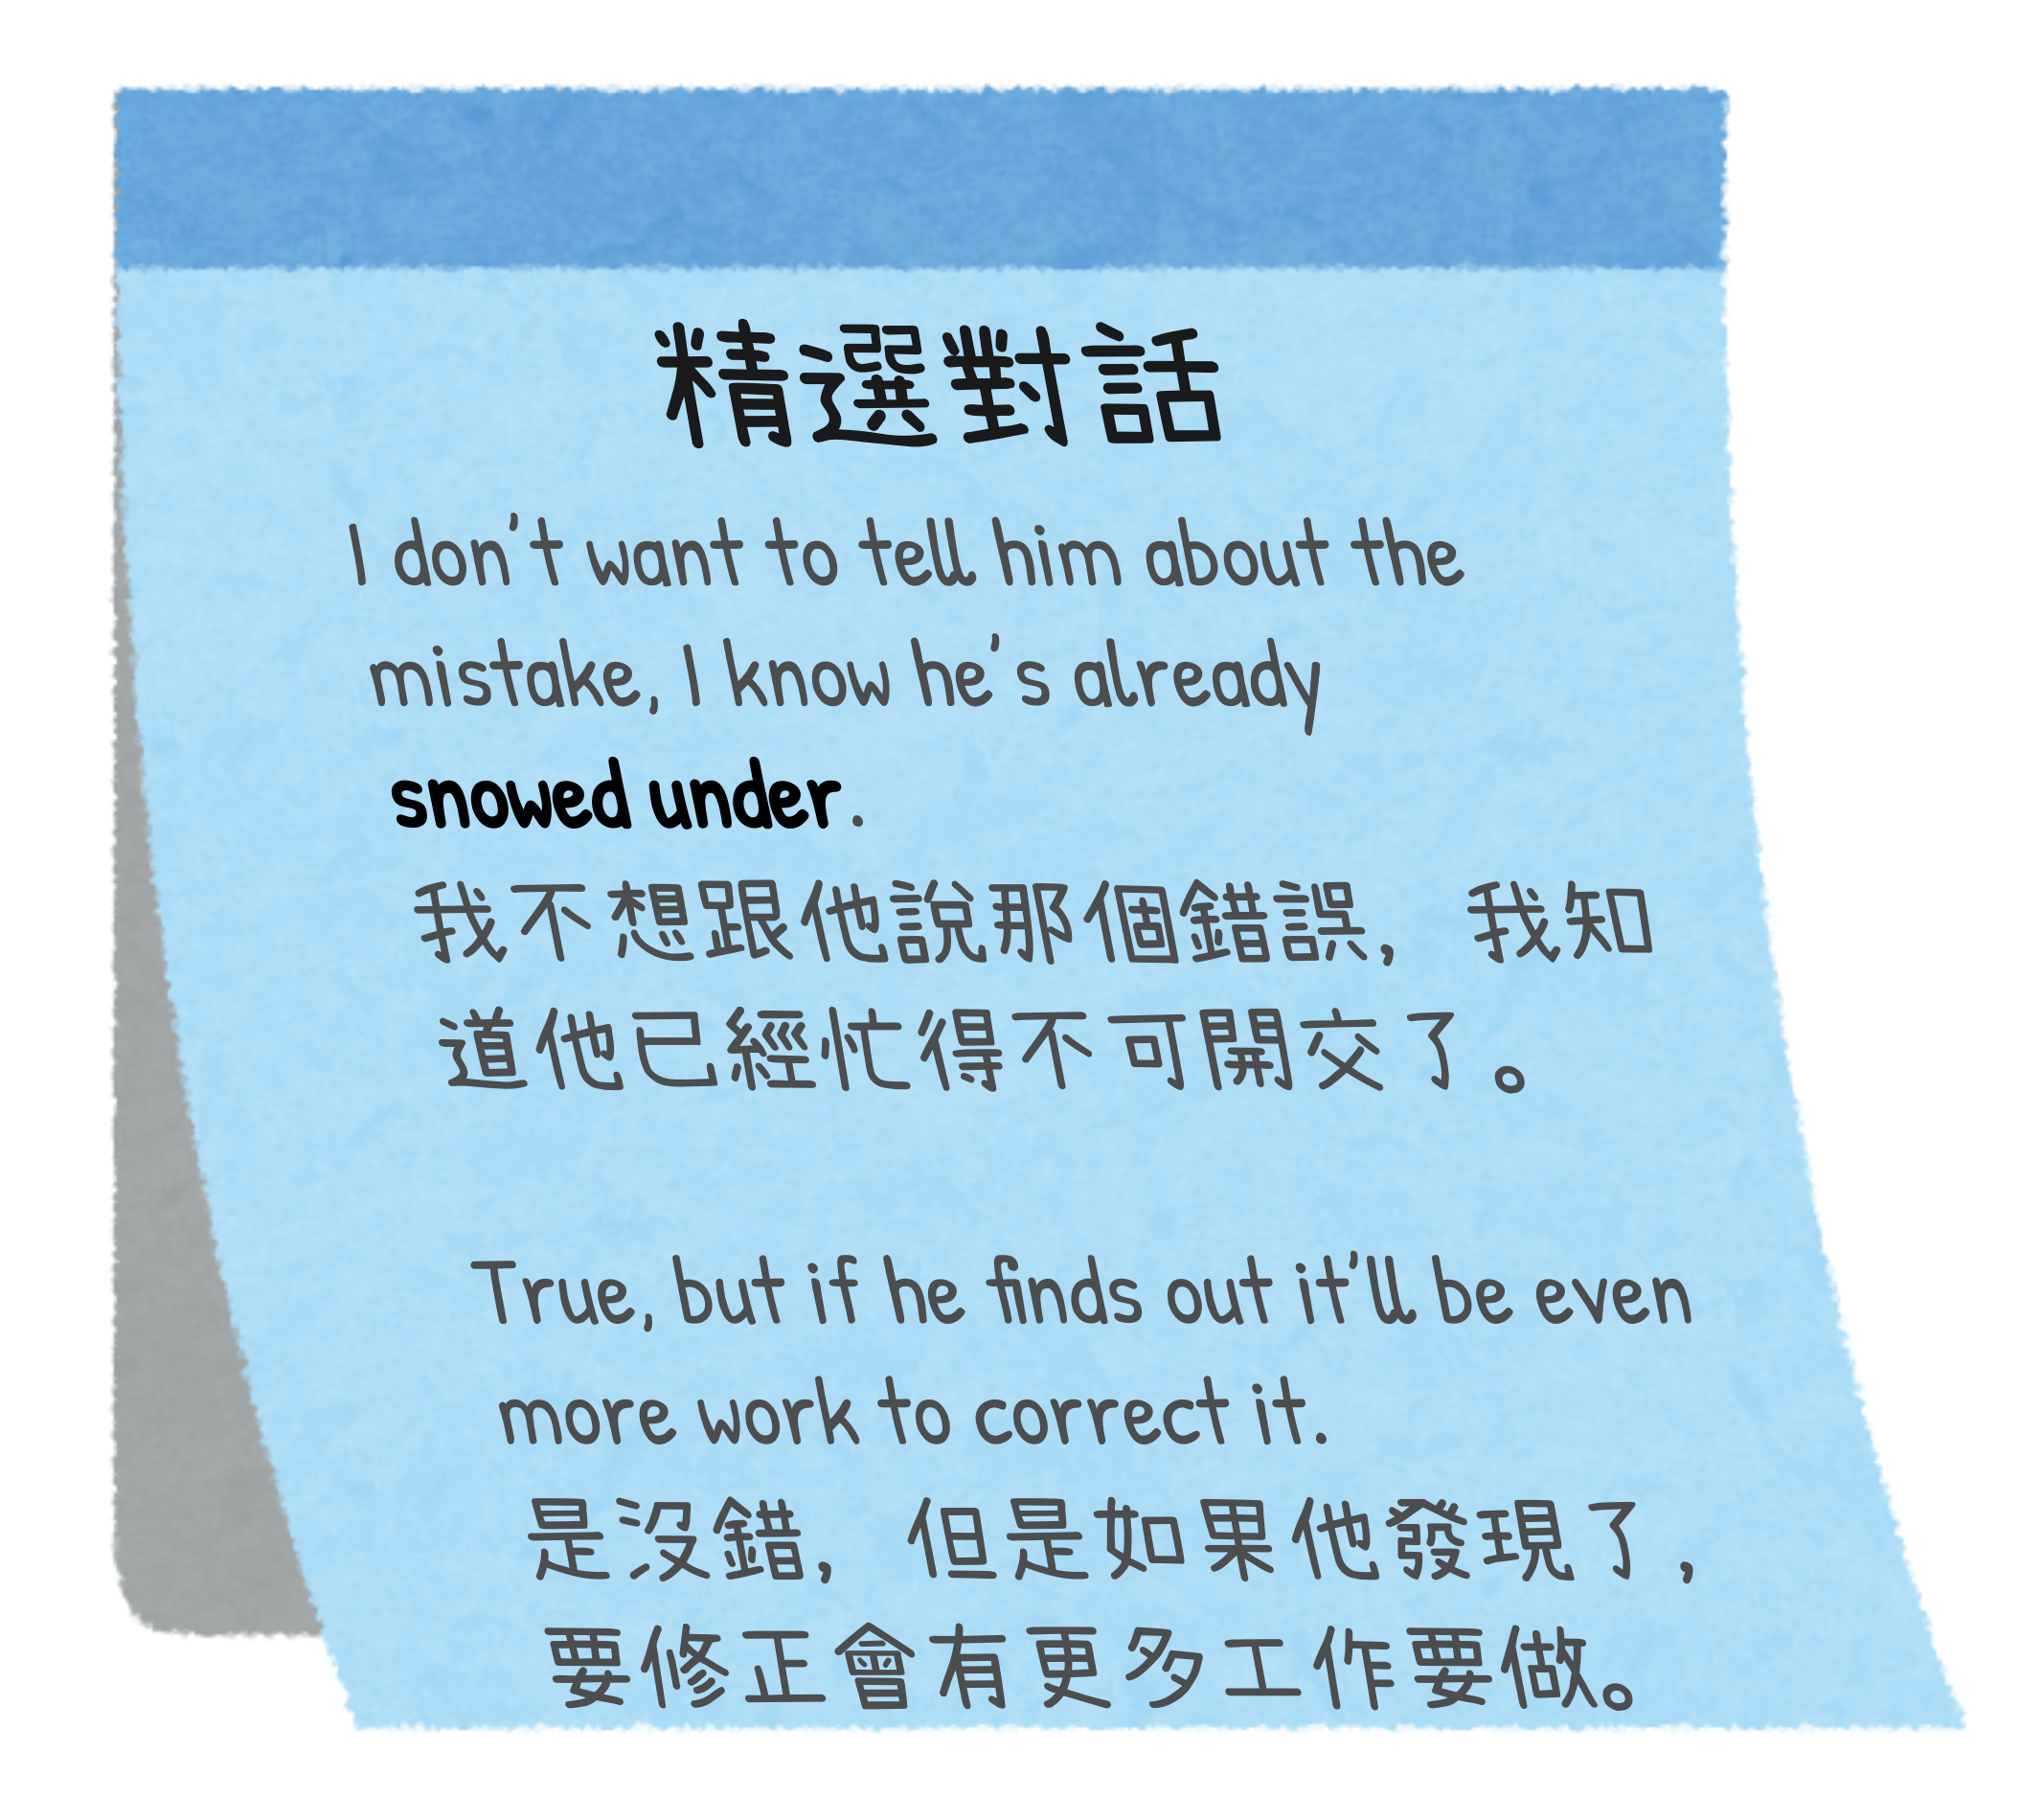 精選對話
I don't want to tell him about the
mistake, I know he's already
snowed under.
我不想跟他說那個錯誤，我知
道他已經忙得不可開交了。
True, but if he finds out it'll be even
more work to correct it.
是沒錯，但是如果他發現了，
要修正會有更多工作要做。